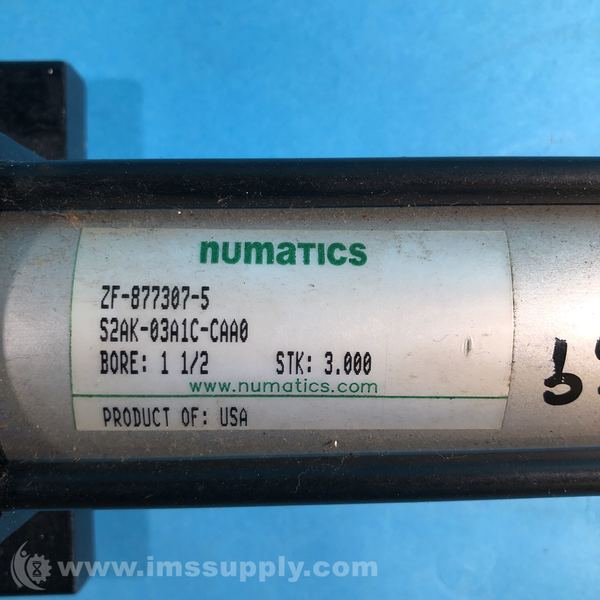 numatics
ZF-877307-5
S2AK-03A1C-CAA0
BORE: 1 1/2 STK: 3.000
www.numatics.com
PRODUCT OF: USA
www.imssupply.com